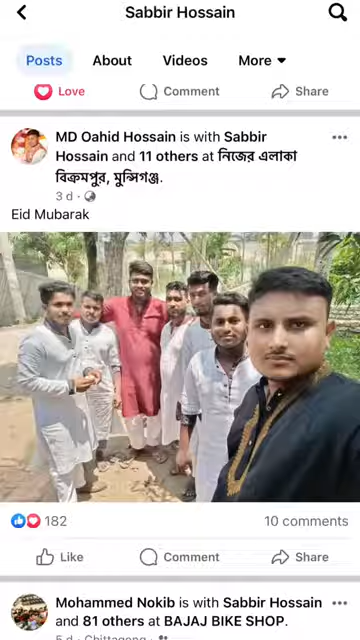 Sabbir Hossain
Posts About Videos More
Love Comment Share
MD Oahid Hossain is with Sabbir
Hossain and 11 others at নিজের এলাকা
বিক্রমপুর, মুন্সিগঞ্জ.
3 d
Eid Mubarak
182 10 comments
Like Comment Share
Mohammed Nokib is with Sabbir Hossain
and 81 others at BAJAJ BIKE SHOP.
5 d · Chittagong ·